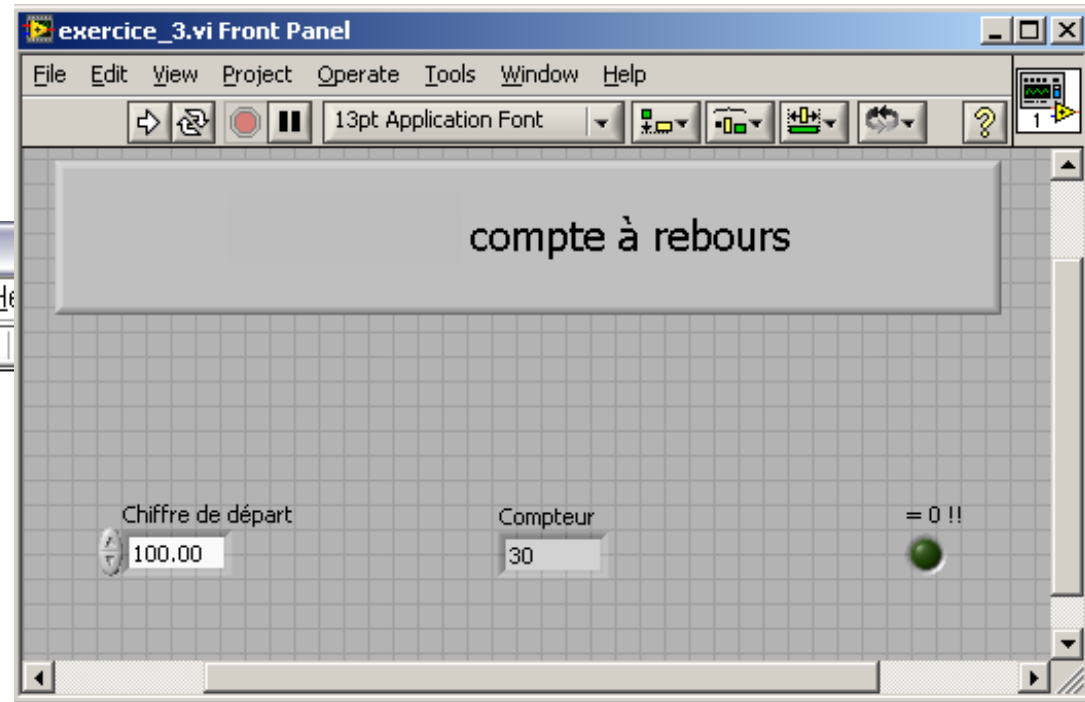 exercice_3.vi Front Panel
File Edit View Project Operate Tools Window Help
13pt Application Font
1
compte à rebours
Chiffre de départ
Compteur
= 0 !!
100.00
30